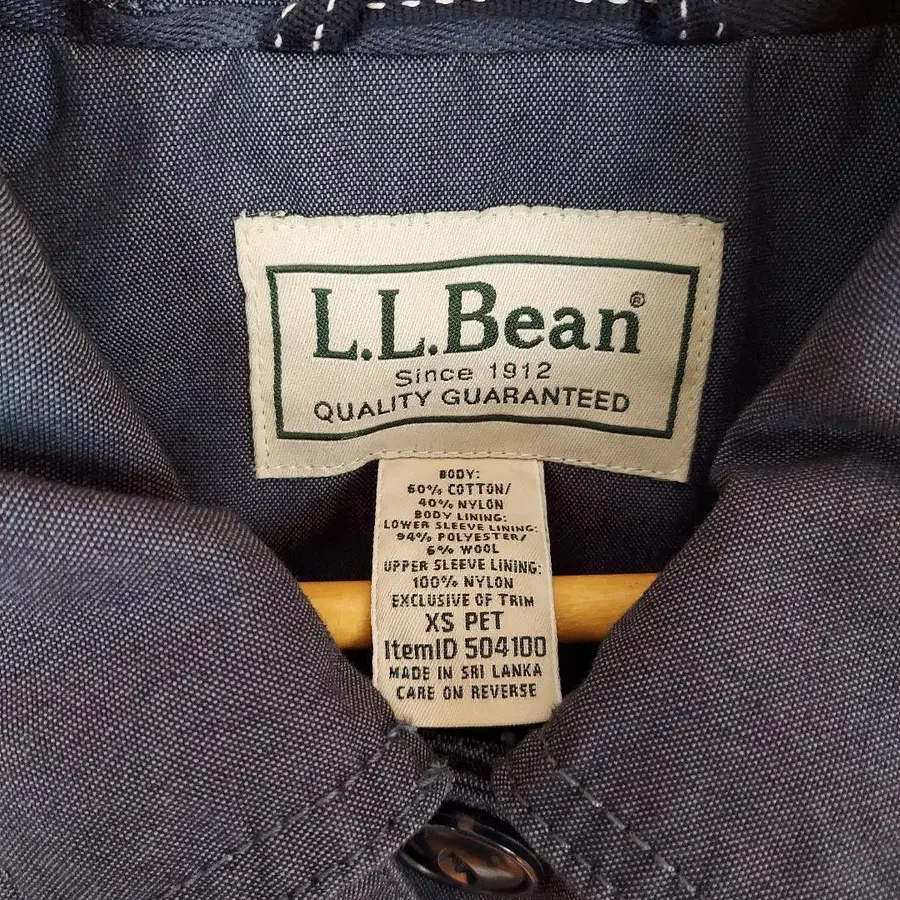 L.L.Bean®
Since 1912
QUALITY GUARANTEED
BODY:
60% COTTON/
40% NYLON
BODY LINING:
LOWER SLEEVE LINING:
94% POLYESTER/
6% WOOL
UPPER SLEEVE LINING:
100% NYLON
EXCLUSIVE OF TRIM
XS PET
ItemID 504100
MADE IN SRI LANKA
CARE ON REVERSE